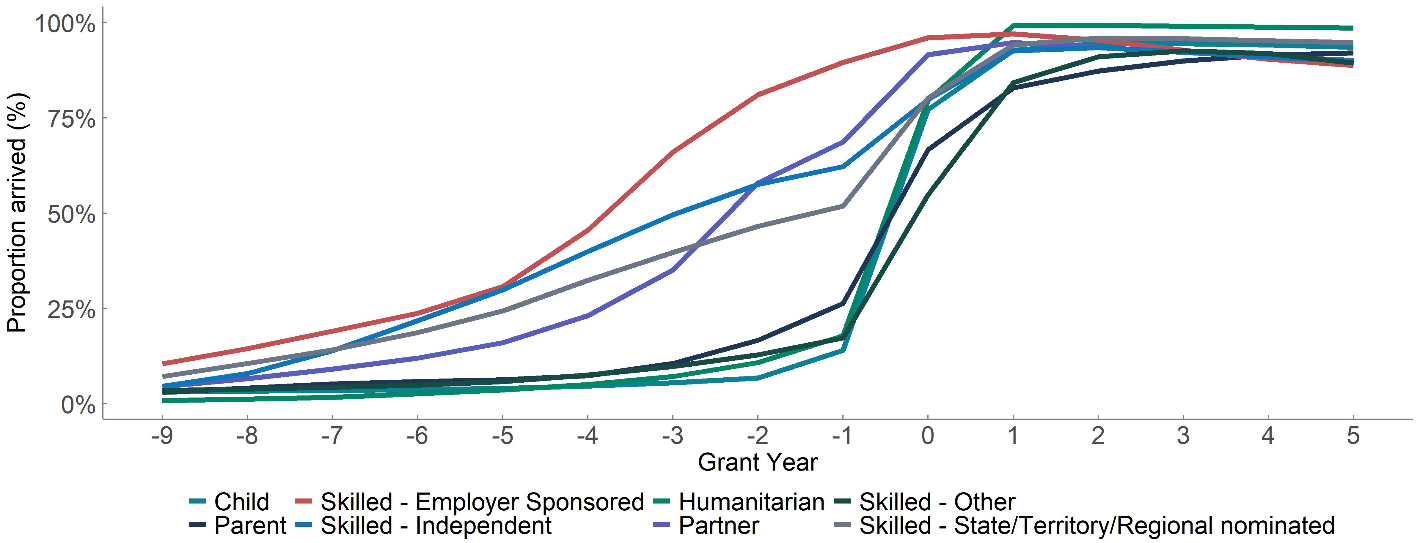 100%
75%
50%
25%
0%
Proportion arrived (%)
-9 -8 -7 -6 -5 -4 -3 -2 -1 0 1 2 3 4 5
Grant Year
Child Skilled - Employer Sponsored Humanitarian Skilled - Other
Parent Skilled - Independent Partner Skilled - State/Territory/Regional nominated